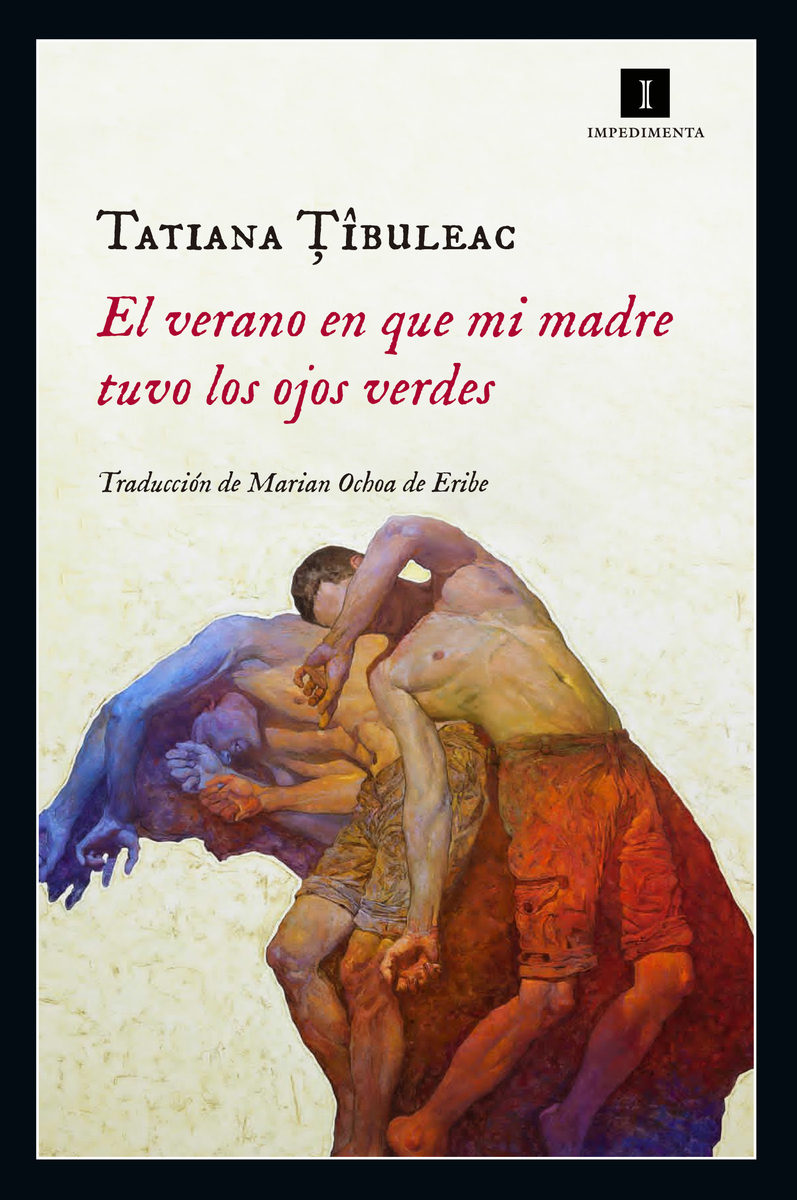 I
IMPEDIMENTA
Tatiana Țîbuleac
El verano en que mi madre
tuvo los ojos verdes
Traducción de Marian Ochoa de Eribe